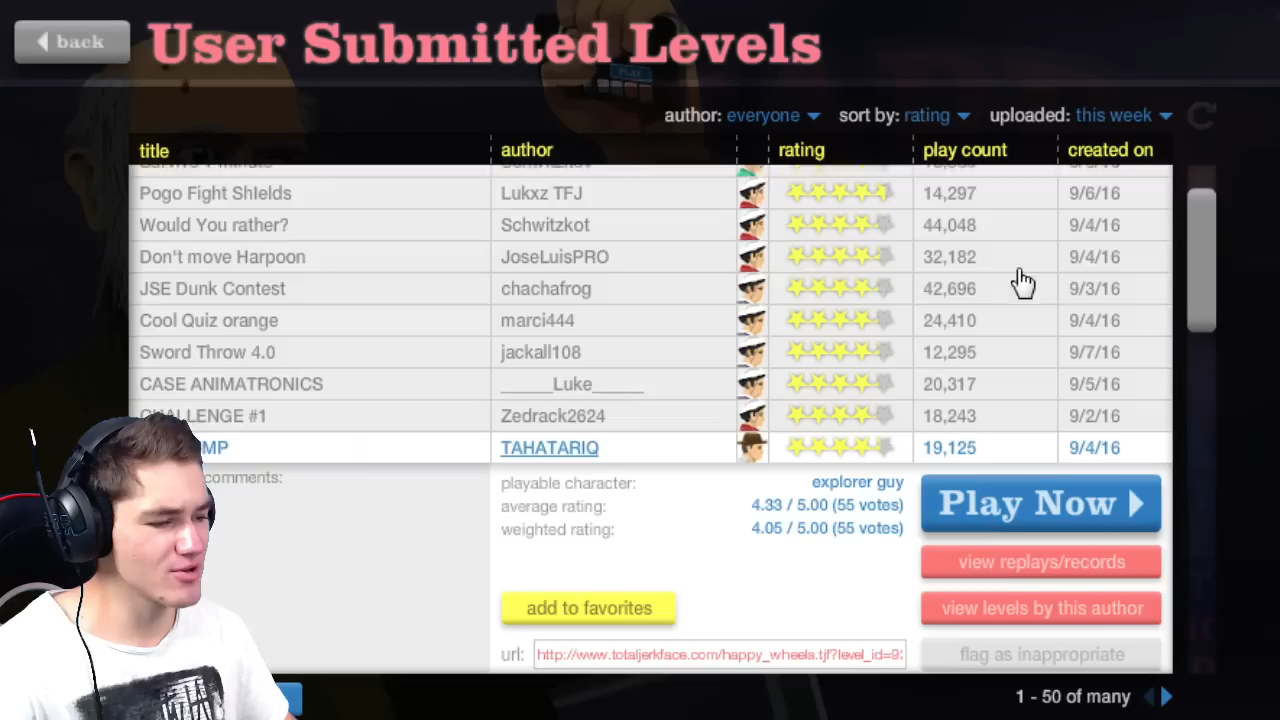 back
User Submitted Levels
author: everyone sort by: rating uploaded: this week
title author rating play count created on
Pogo Fight Shields Lukxz TFJ 14,297 9/6/16
Would You rather? Schwitzkot 44,048 9/4/16
Don't move Harpoon JoseLuisPRO 32,182 9/4/16
JSE Dunk Contest chachafrog 42,696 9/3/16
Cool Quiz orange marci444 24,410 9/4/16
Sword Throw 4.0 jackall108 12,295 9/7/16
CASE ANIMATRONICS _____Luke_____ 20,317 9/5/16
CHALLENGE #1 Zedrack2624 18,243 9/2/16
MP TAHATARIQ 19,125 9/4/16
comments: playable character: explorer guy Play Now
average rating: 4.33 / 5.00 (55 votes)
weighted rating: 4.05 / 5.00 (55 votes)
view replays/records
add to favorites view levels by this author
url: http://www.totaljerkface.com/happy_wheels.tjf?level_id=9 flag as inappropriate
1 - 50 of many